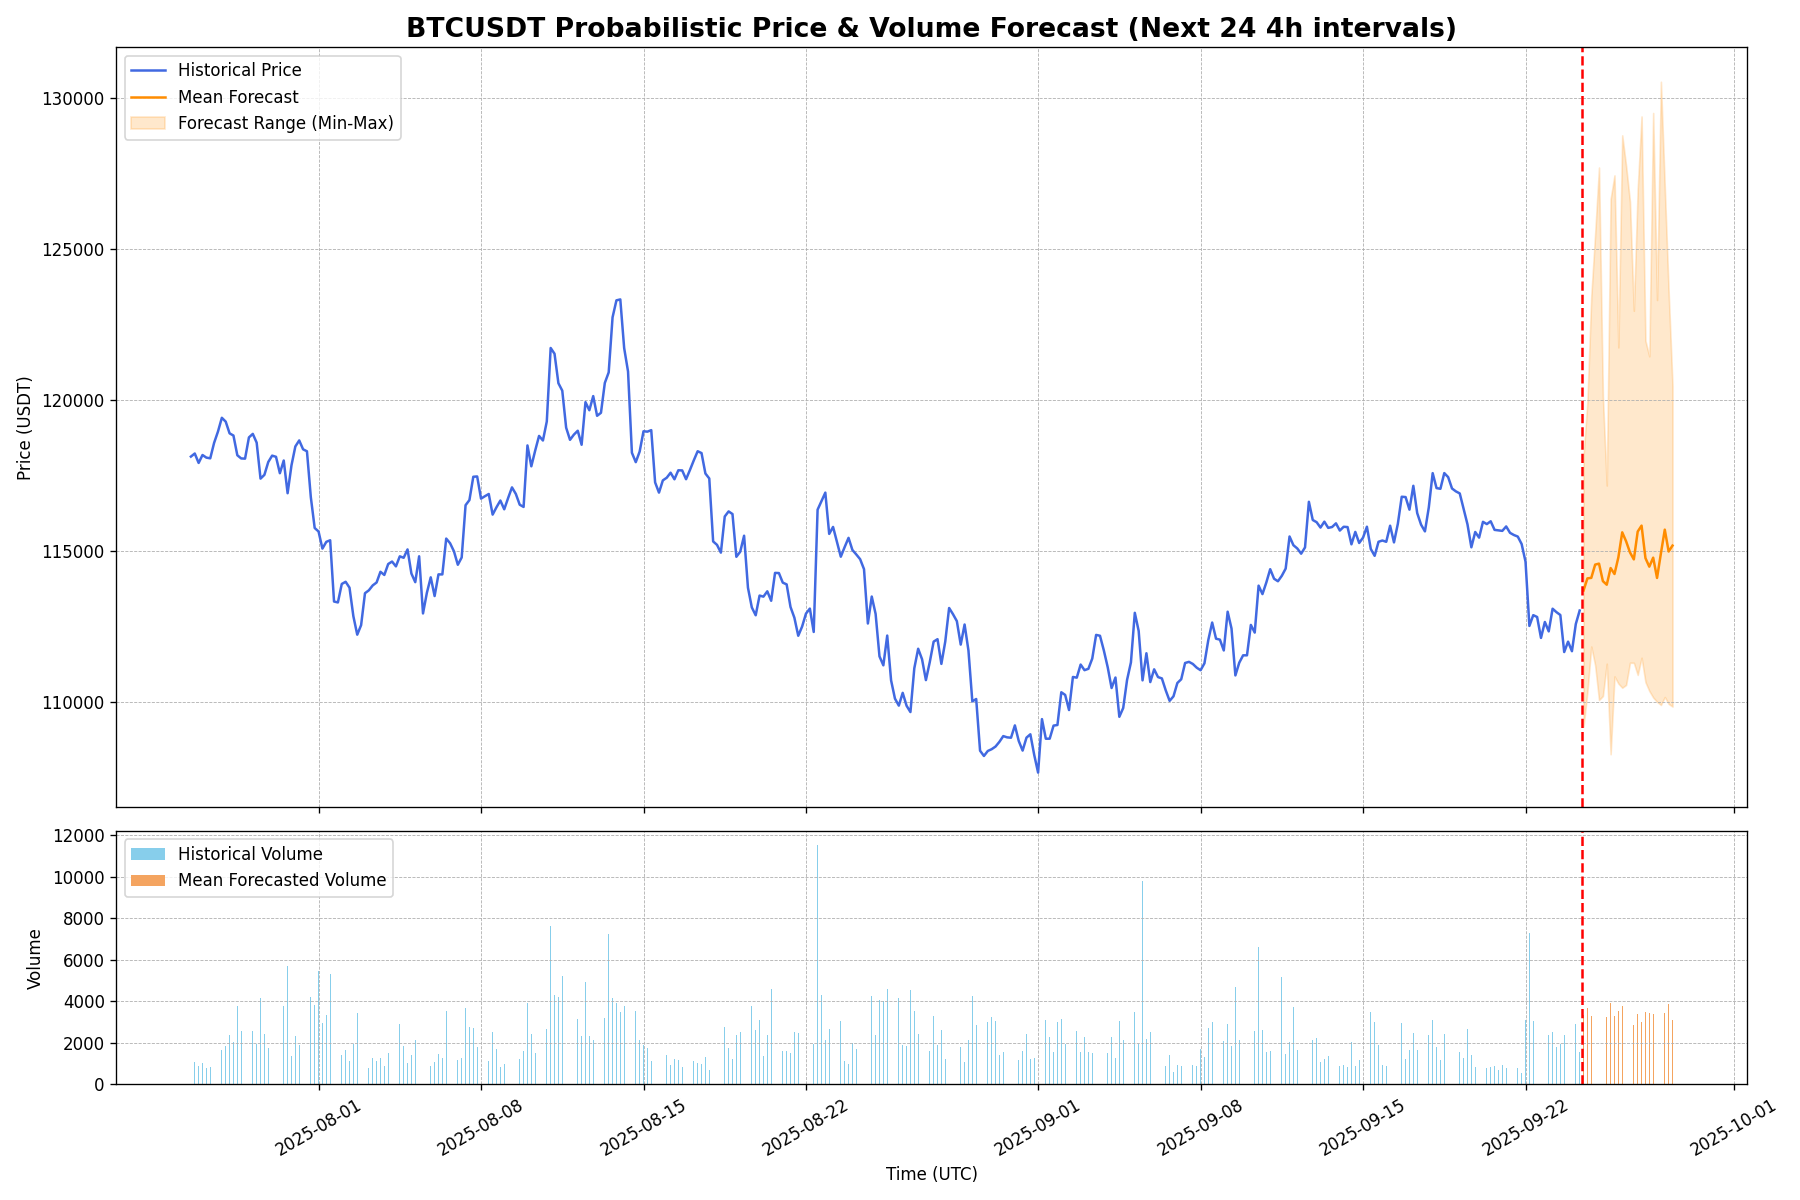 BTCUSDT Probabilistic Price & Volume Forecast (Next 24 4h intervals)
Historical Price
Mean Forecast
Forecast Range (Min-Max)
130000
125000
120000
115000
110000
Price (USDT)
Historical Volume
Mean Forecasted Volume
12000
10000
8000
6000
4000
2000
0
Volume
2025-08-01
2025-08-08
2025-08-15
2025-08-22
2025-09-01
2025-09-08
2025-09-15
2025-09-22
2025-10-01
Time (UTC)